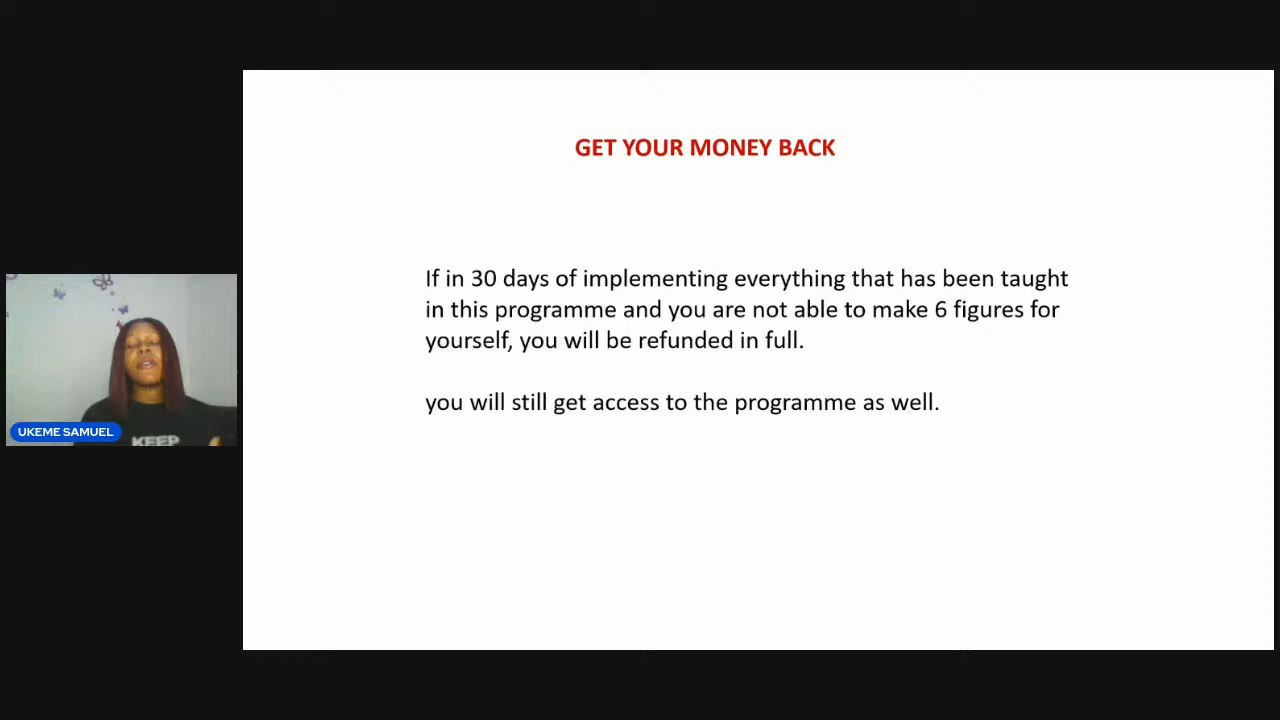 GET YOUR MONEY BACK
If in 30 days of implementing everything that has been taught
in this programme and you are not able to make 6 figures for
yourself, you will be refunded in full.
you will still get access to the programme as well.
UKEME SAMUEL
KEEP